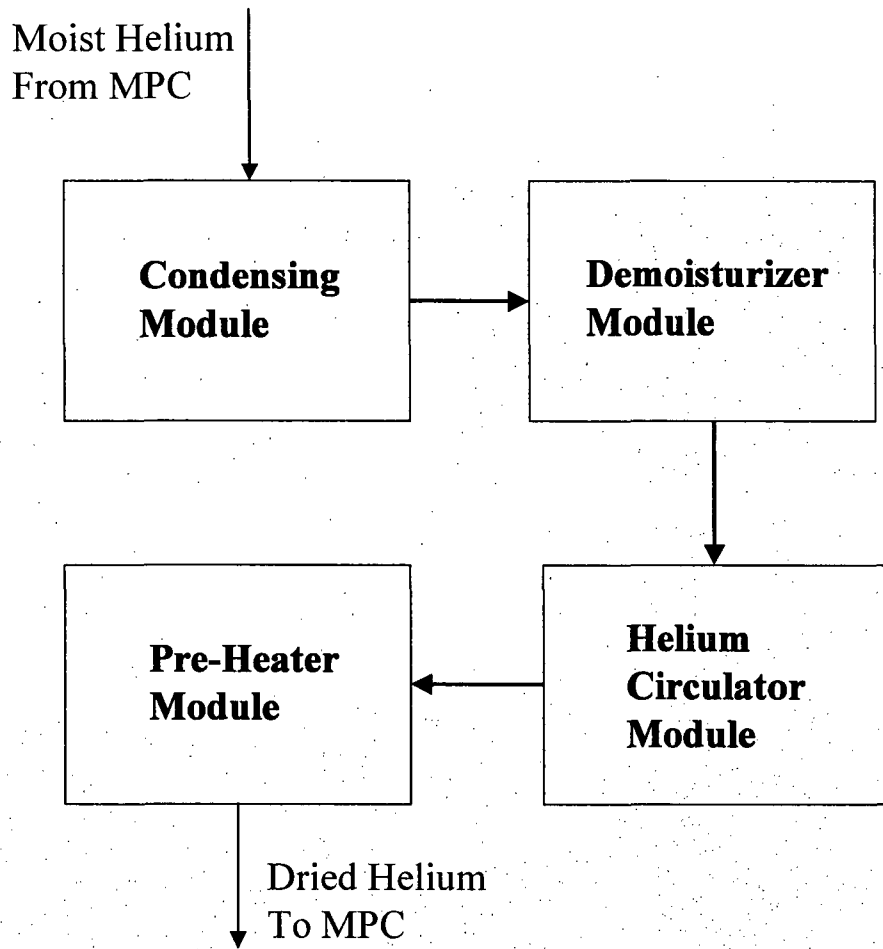 Moist Helium
From MPC
Condensing
Module
Demoisturizer
Module
Pre-Heater
Module
Helium
Circulator
Module
Dried Helium
To MPC